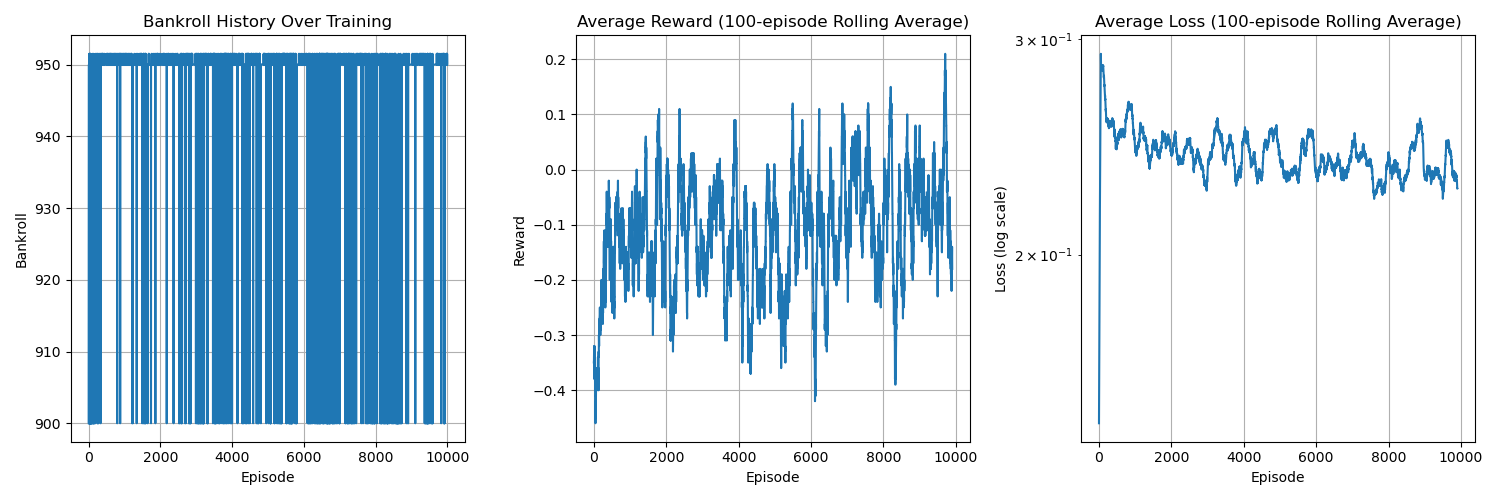 Bankroll History Over Training
Bankroll
950
940
930
920
910
900
0 2000 4000 6000 8000 10000
Episode
Average Reward (100-episode Rolling Average)
Reward
0.2
0.1
0.0
−0.1
−0.2
−0.3
−0.4
0 2000 4000 6000 8000 10000
Episode
Average Loss (100-episode Rolling Average)
Loss (log scale)
3 × 10⁻¹
2 × 10⁻¹
0 2000 4000 6000 8000 10000
Episode